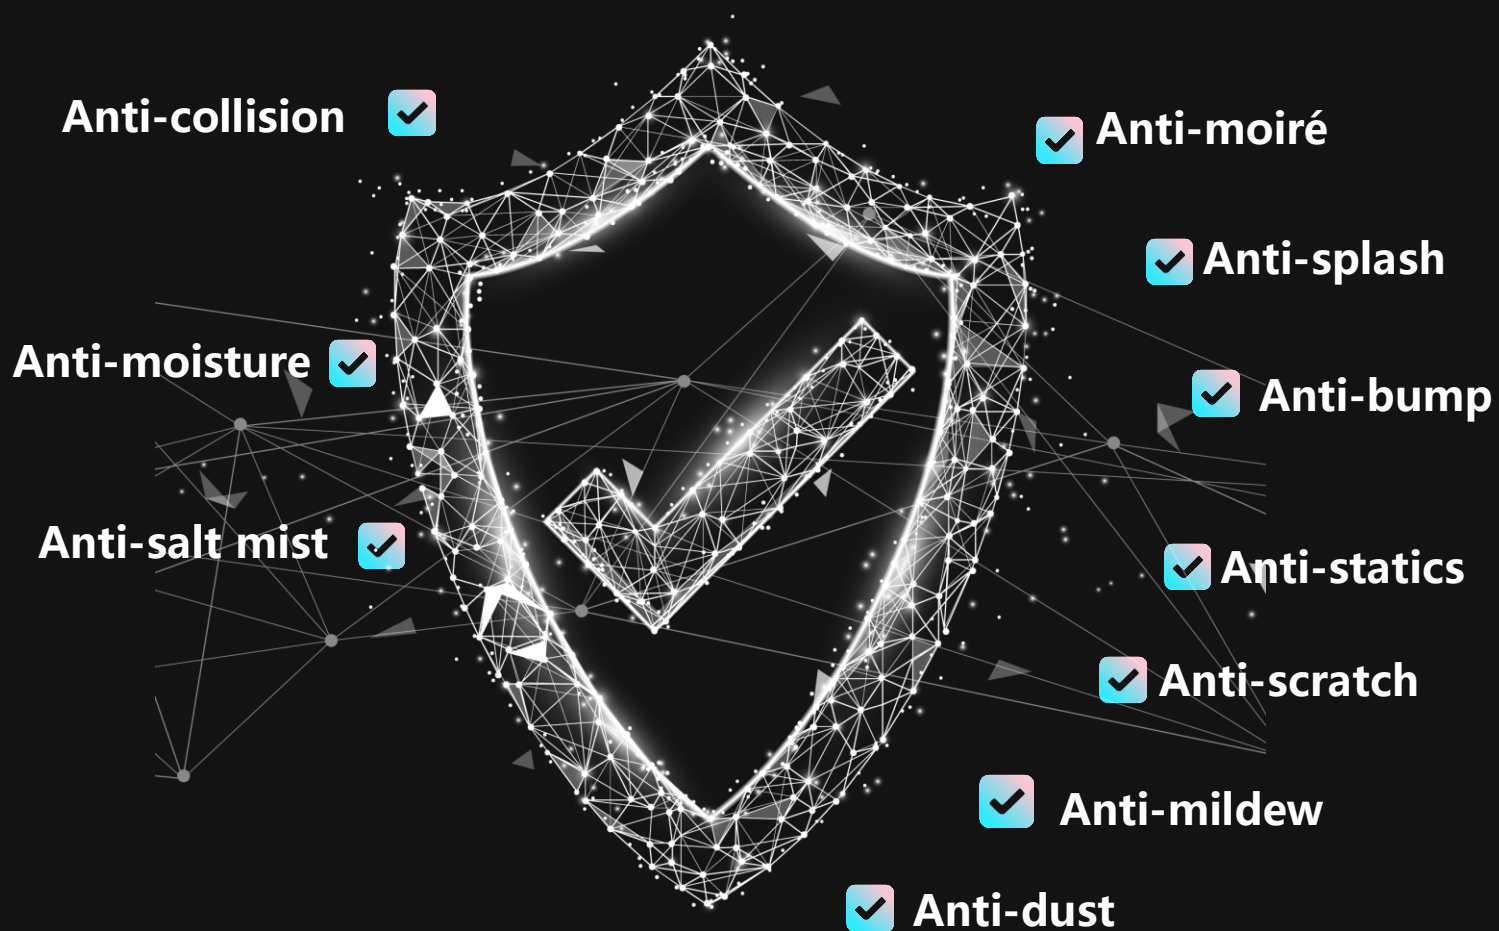 Anti-collision
Anti-moiré
Anti-splash
Anti-moisture
Anti-bump
Anti-salt mist
Anti-statics
Anti-scratch
Anti-mildew
Anti-dust